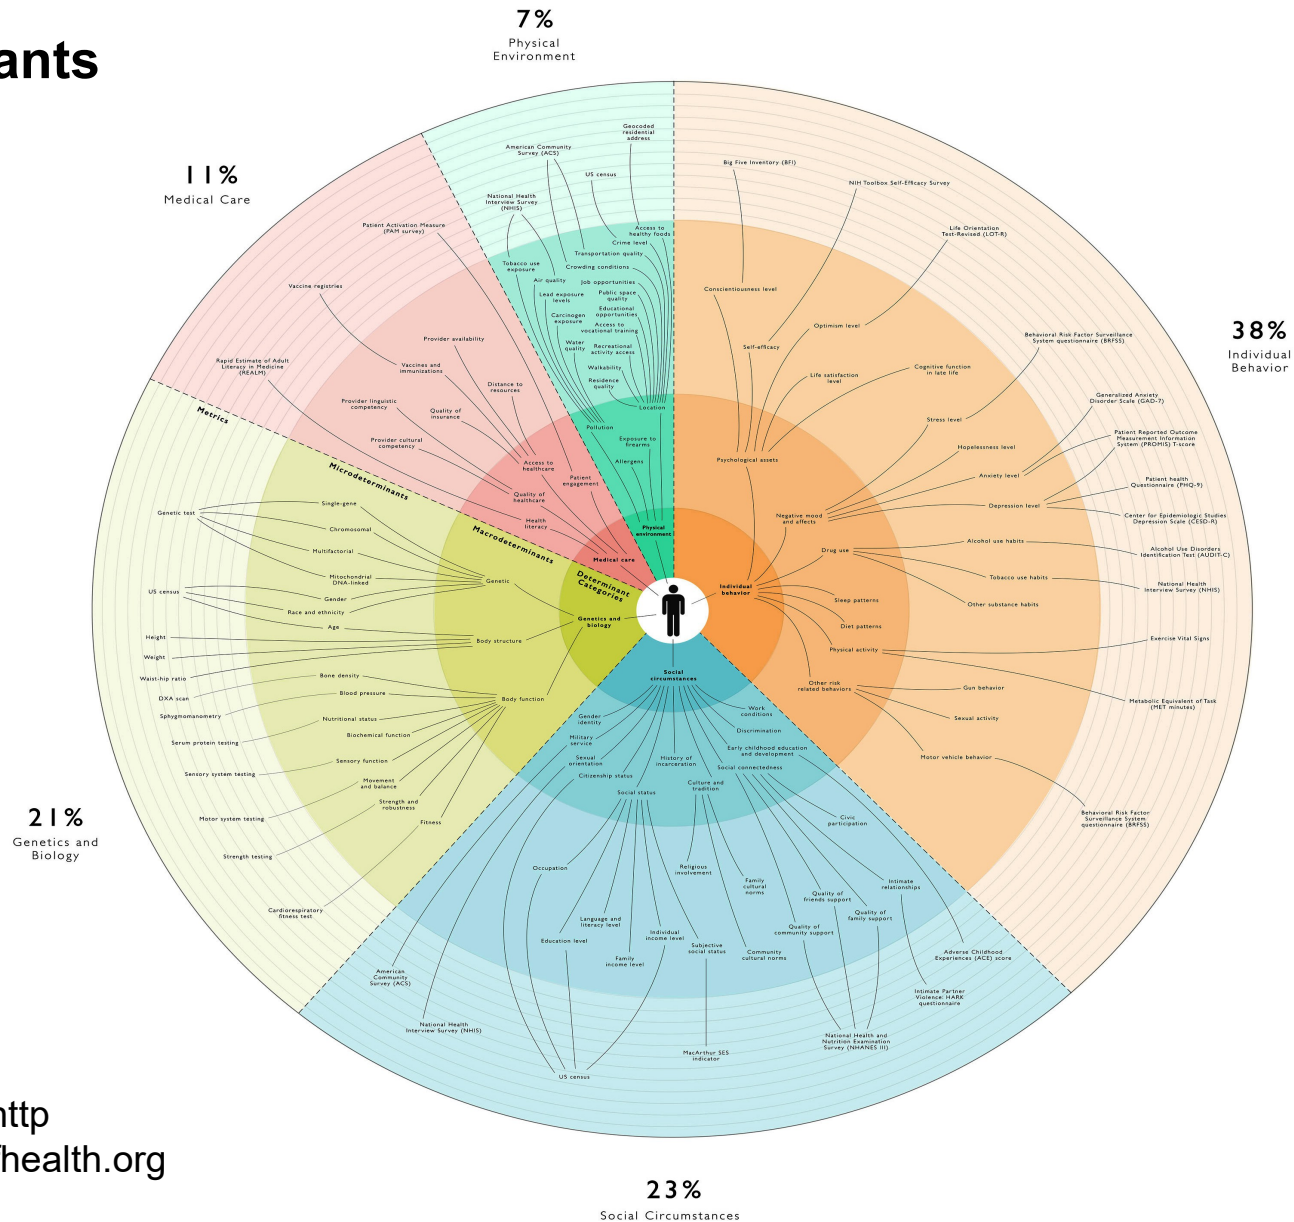 ants
7%
Physical
Environment
11%
Medical Care
38%
Individual
Behavior
21%
Genetics and
Biology
23%
Social Circumstances
http
fhealth.org
Metrics
Microdeterminants
Macrodeterminants
Determinant
Categories
Physical
environment
Geocoded
residential
address
American Community
Survey (ACS)
US census
National Health
Interview Survey
(NHIS)
Access to
healthy foods
Crime level
Transportation quality
Tobacco use
exposure
Crowding conditions
Air quality
Job opportunities
Lead exposure
levels
Public space
quality
Carcinogen
exposure
Educational
opportunities
Access to
vocational training
Water
quality
Recreational
activity access
Walkability
Residence
quality
Location
Pollution
Exposure to
firearms
Allergens
Medical care
Patient Activation Measure
(PAM survey)
Vaccine registries
Rapid Estimate of Adult
Literacy in Medicine
(REALM)
Provider availability
Vaccines and
immunizations
Distance to
resources
Provider linguistic
competency
Quality of
insurance
Provider cultural
competency
Access to
healthcare
Patient
engagement
Quality of
healthcare
Health
literacy
Individual
behavior
Big Five Inventory (BFI)
NIH Toolbox Self-Efficacy Survey
Life Orientation
Test-Revised (LOT-R)
Conscientiousness level
Optimism level
Self-efficacy
Life satisfaction
level
Cognitive function
in late life
Psychological assets
Behavioral Risk Factor Surveillance
System questionnaire (BRFSS)
Generalized Anxiety
Disorder Scale (GAD-7)
Patient Reported Outcome
Measurement Information
System (PROMIS) T-score
Patient health
Questionnaire (PHQ-9)
Center for Epidemiologic Studies
Depression Scale (CESD-R)
Stress level
Hopelessness level
Anxiety level
Depression level
Negative mood
and affects
Drug use
Alcohol use habits
Alcohol Use Disorders
Identification Test (AUDIT-C)
Tobacco use habits
National Health
Interview Survey (NHIS)
Other substance habits
Sleep patterns
Diet patterns
Physical activity
Exercise Vital Signs
Metabolic Equivalent of Task
(MET minutes)
Other risk
related behaviors
Gun behavior
Sexual activity
Motor vehicle behavior
Behavioral Risk Factor
Surveillance System
questionnaire (BRFSS)
Genetics and
biology
Genetic
Genetic test
Single-gene
Chromosomal
Multifactorial
Mitochondrial
DNA-linked
US census
Gender
Race and ethnicity
Age
Body structure
Height
Weight
Waist-hip ratio
DXA scan
Bone density
Body function
Sphygmomanometry
Blood pressure
Nutritional status
Serum protein testing
Biochemical function
Sensory system testing
Sensory function
Movement
and balance
Motor system testing
Strength and
robustness
Strength testing
Fitness
Cardiorespiratory
fitness test
Social
circumstances
Gender
identity
Military
service
Sexual
orientation
Citizenship status
Social status
History of
incarceration
Culture and
tradition
Work
conditions
Discrimination
Early childhood education
and development
Social connectedness
Civic
participation
Occupation
Religious
involvement
Family
cultural
norms
Intimate
relationships
Quality of
friends support
Quality of
family support
Quality of
community support
Language and
literacy level
Education level
Individual
income level
Family
income level
Subjective
social status
Community
cultural norms
American
Community
Survey (ACS)
National Health
Interview Survey (NHIS)
US census
MacArthur SES
indicator
National Health and
Nutrition Examination
Survey (NHANES III)
Intimate Partner
Violence: HARK
questionnaire
Adverse Childhood
Experiences (ACE) score